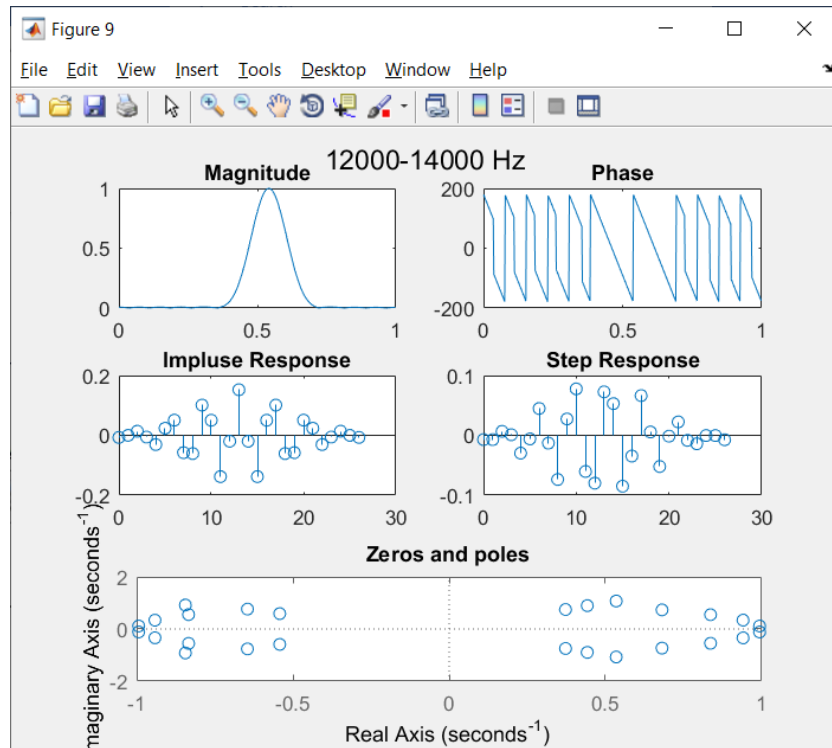 Figure 9
File Edit View Insert Tools Desktop Window Help
12000-14000 Hz
Magnitude
Phase
1
0.5
0
0 0.5 1
200
0
-200
0 0.5 1
Impluse Response
Step Response
0.2
0
-0.2
0 10 20 30
0.1
0
-0.1
0 10 20 30
Zeros and poles
maginary Axis (seconds⁻¹)
2
0
-2
-1 -0.5 0 0.5 1
Real Axis (seconds⁻¹)